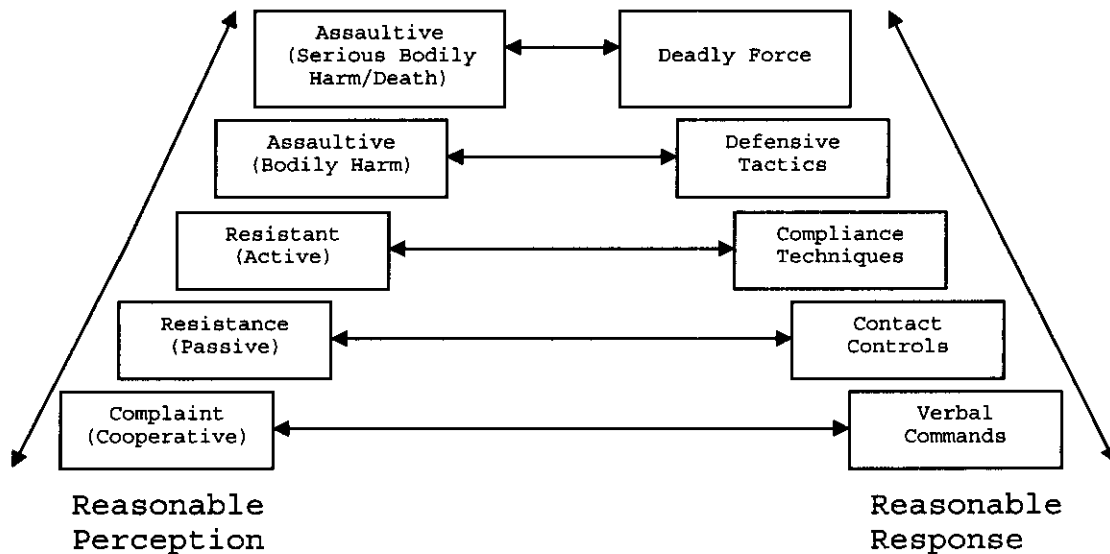 Assaultive
(Serious Bodily
Harm/Death)
Deadly Force
Assaultive
(Bodily Harm)
Defensive
Tactics
Resistant
(Active)
Compliance
Techniques
Resistance
(Passive)
Contact
Controls
Complaint
(Cooperative)
Verbal
Commands
Reasonable
Perception
Reasonable
Response